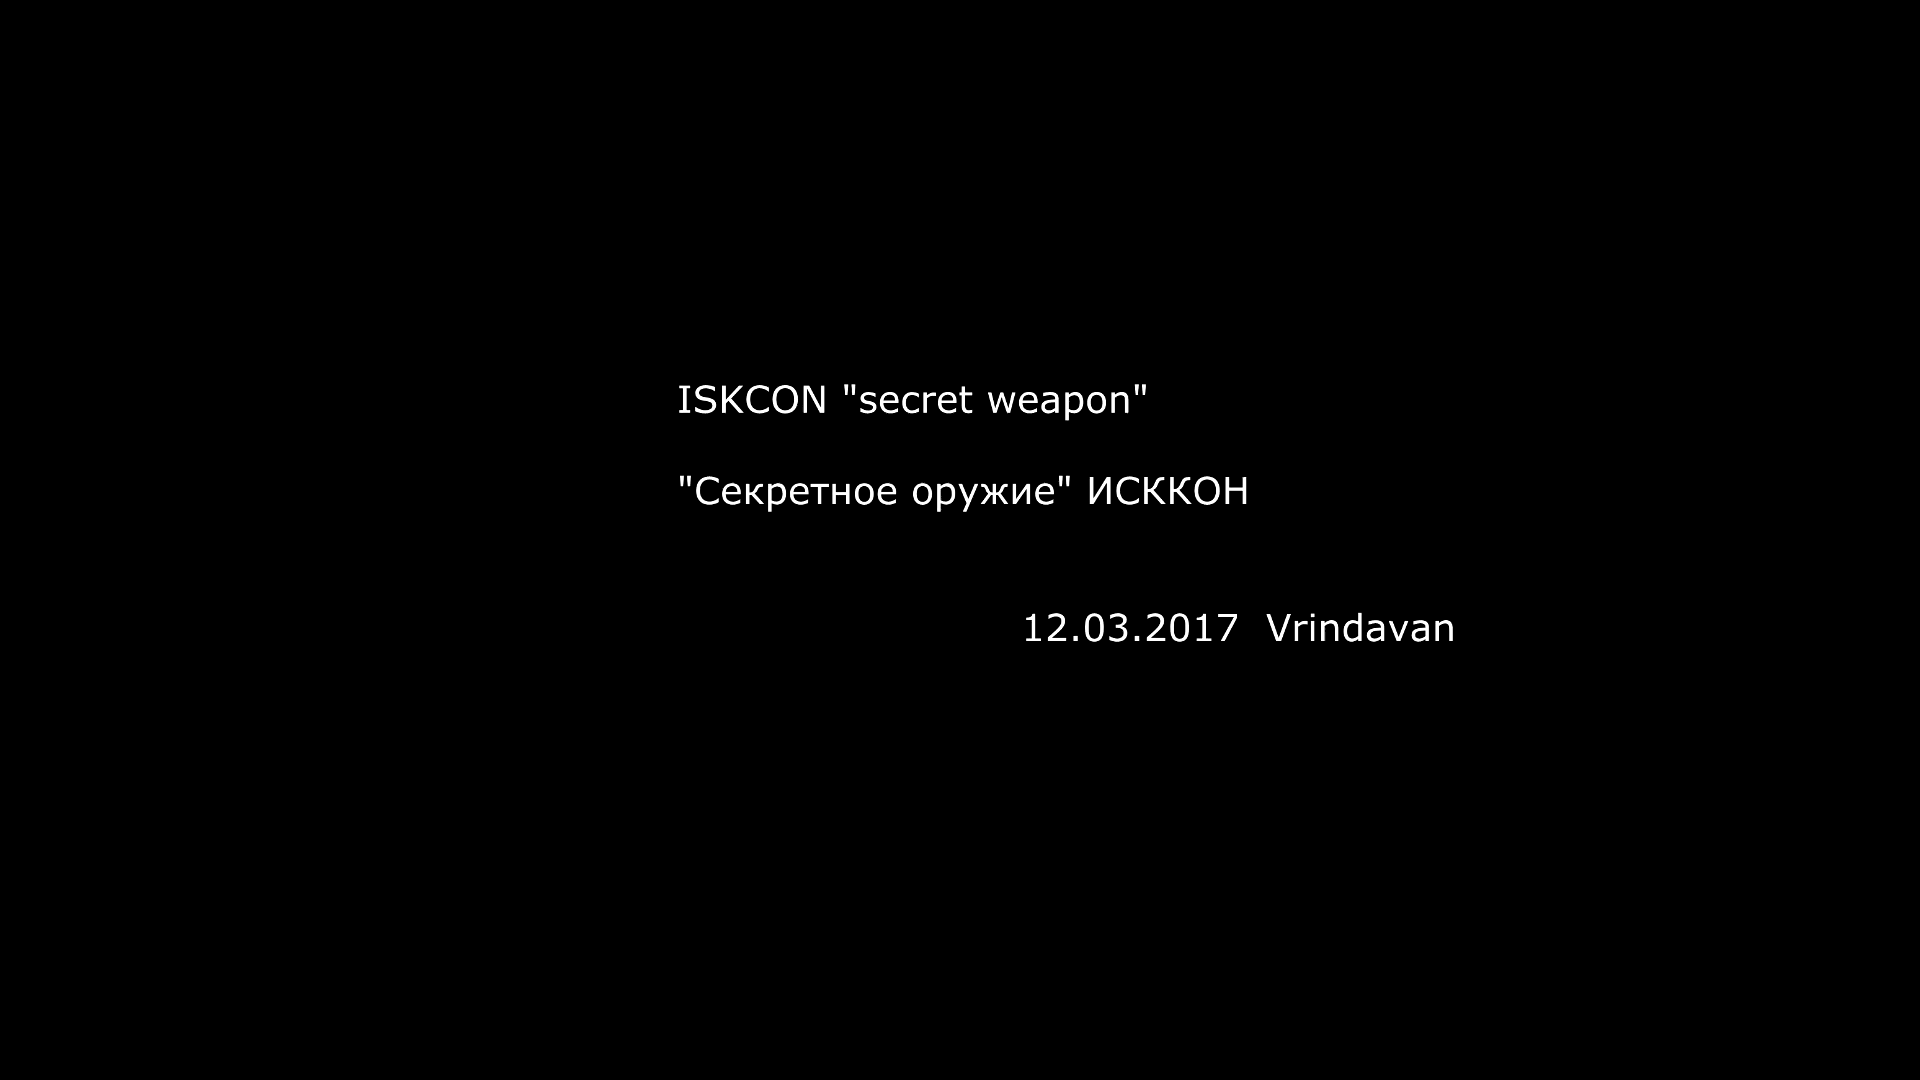 ISKCON "secret weapon"
"Секретное оружие" ИСККОН
12.03.2017  Vrindavan